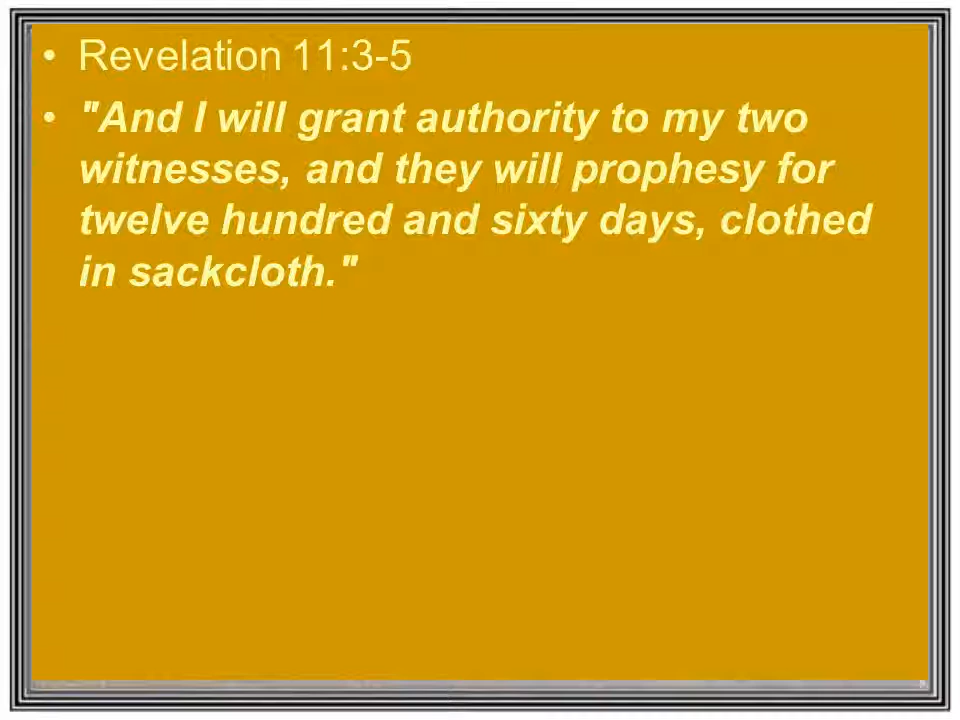 • Revelation 11:3-5
• "And I will grant authority to my two
witnesses, and they will prophesy for
twelve hundred and sixty days, clothed
in sackcloth."